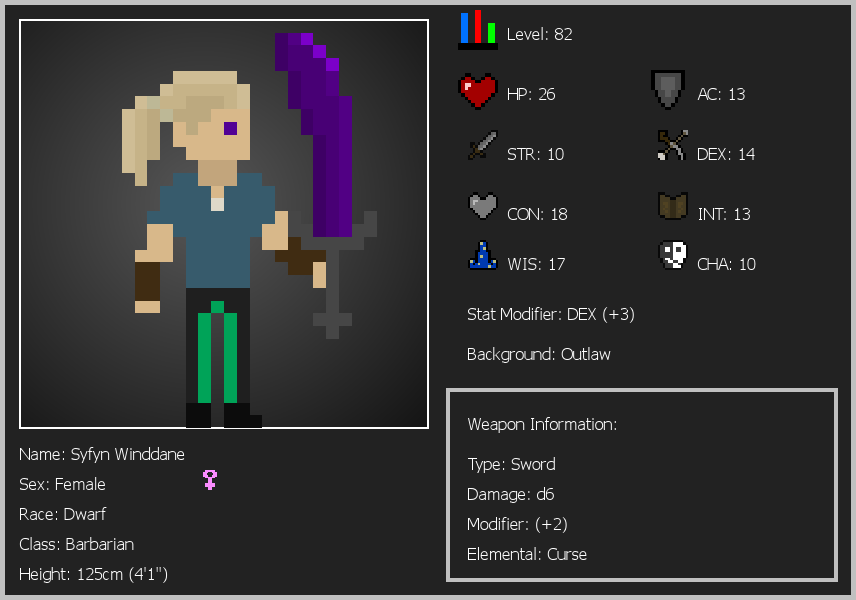 Level: 82
HP: 26
AC: 13
STR: 10
DEX: 14
CON: 18
INT: 13
WIS: 17
CHA: 10
Stat Modifier: DEX (+3)
Background: Outlaw
Weapon Information:
Type: Sword
Damage: d6
Modifier: (+2)
Elemental: Curse
Name: Syfyn Winddane
Sex: Female
Race: Dwarf
Class: Barbarian
Height: 125cm (4'1")